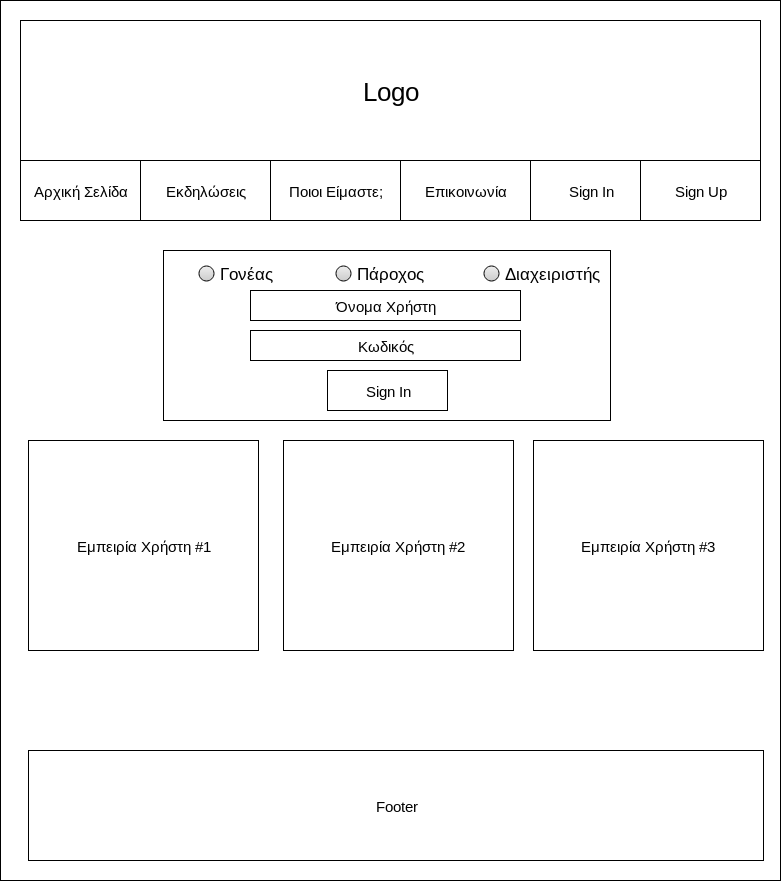 Logo
Αρχική Σελίδα Εκδηλώσεις Ποιοι Είμαστε; Επικοινωνία Sign In Sign Up
Γονέας Πάροχος Διαχειριστής
Όνομα Χρήστη
Κωδικός
Sign In
Εμπειρία Χρήστη #1 Εμπειρία Χρήστη #2 Εμπειρία Χρήστη #3
Footer